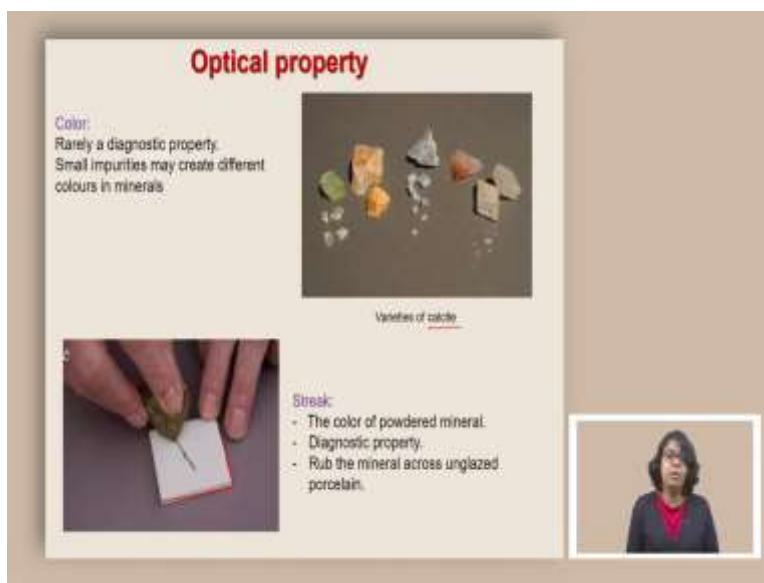 Optical property
Color:
Rarely a diagnostic property.
Small impurities may create different
colours in minerals
Varieties of calcite
Streak:
- The color of powdered mineral.
- Diagnostic property.
- Rub the mineral across unglazed
porcelain.